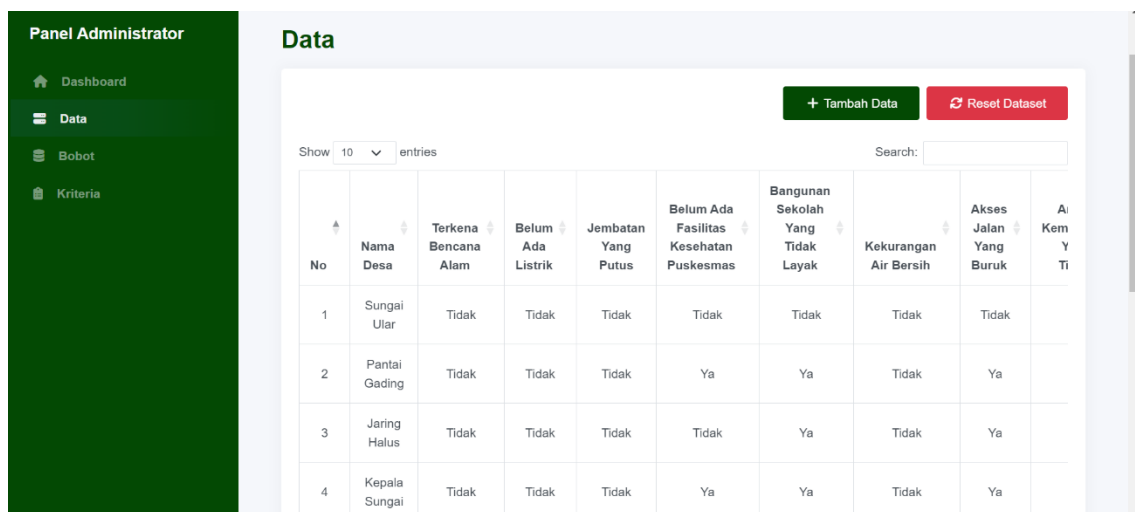 Panel Administrator
Dashboard
Data
Bobot
Kriteria
Data
+ Tambah Data
Reset Dataset
Show 10 entries
Search:
No
Nama
Desa
Terkena
Bencana
Alam
Belum
Ada
Listrik
Jembatan
Yang
Putus
Belum Ada
Fasilitas
Kesehatan
Puskesmas
Bangunan
Sekolah
Yang
Tidak
Layak
Kekurangan
Air Bersih
Akses
Jalan
Yang
Buruk
1
Sungai
Ular
Tidak
Tidak
Tidak
Tidak
Tidak
Tidak
Tidak
2
Pantai
Gading
Tidak
Tidak
Tidak
Ya
Ya
Tidak
Ya
3
Jaring
Halus
Tidak
Tidak
Tidak
Tidak
Ya
Tidak
Ya
4
Kepala
Sungai
Tidak
Tidak
Tidak
Ya
Ya
Tidak
Ya